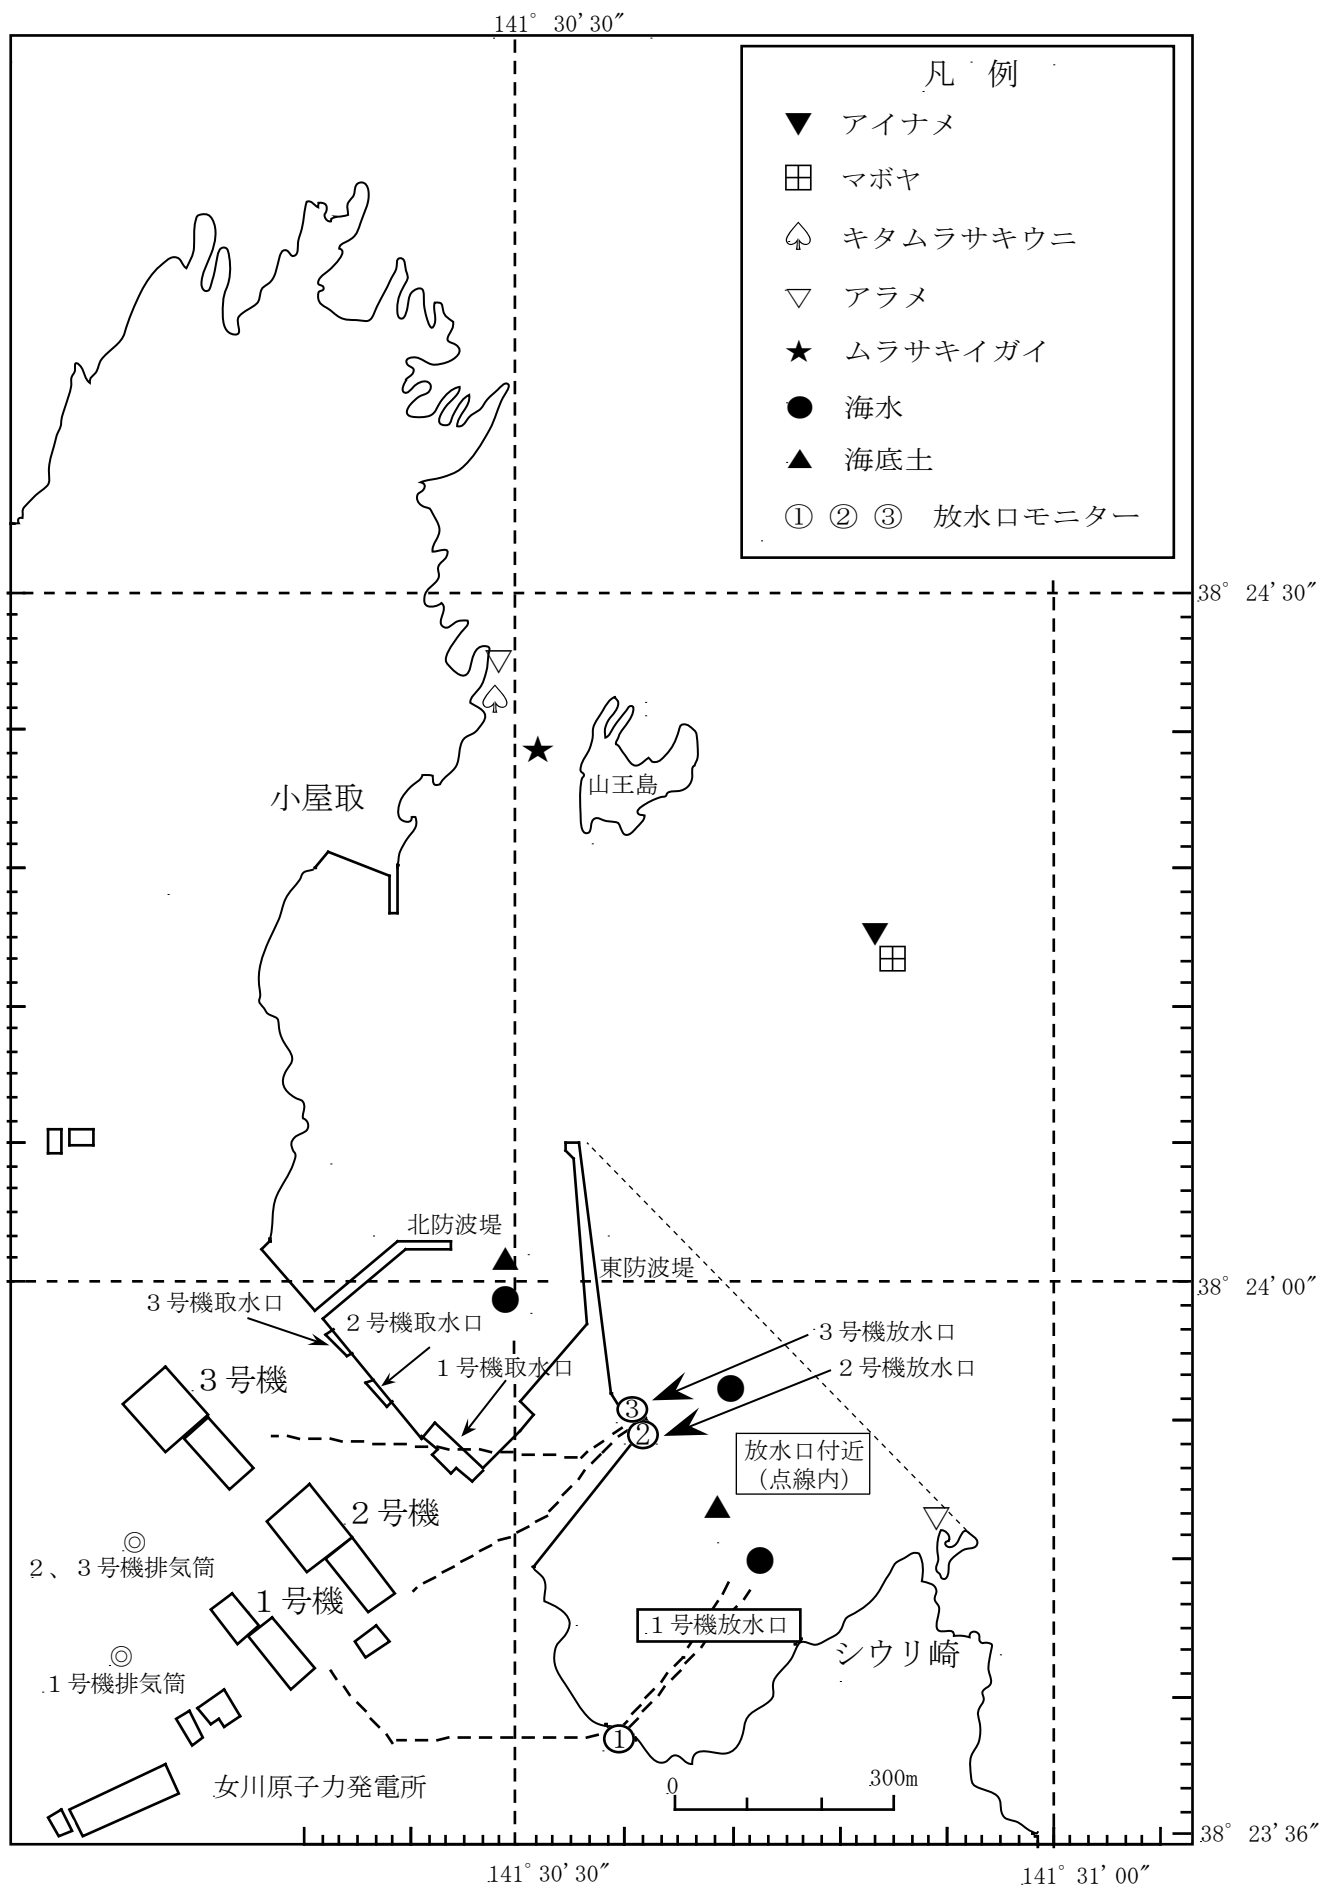 141° 30′30″
凡 例
アイナメ
マボヤ
キタムラサキウニ
アラメ
ムラサキイガイ
海水
海底土
① ② ③ 放水口モニター
38° 24′30″
山王島
小屋取
北防波堤
東防波堤
38° 24′00″
３号機取水口
２号機取水口
１号機取水口
３号機放水口
２号機放水口
３号機
③
②
放水口付近
（点線内）
２号機
２、３号機排気筒
１号機
１号機放水口
シウリ崎
１号機排気筒
①
女川原子力発電所
0 300m
38° 23′36″
141° 30′30″
141° 31′00″